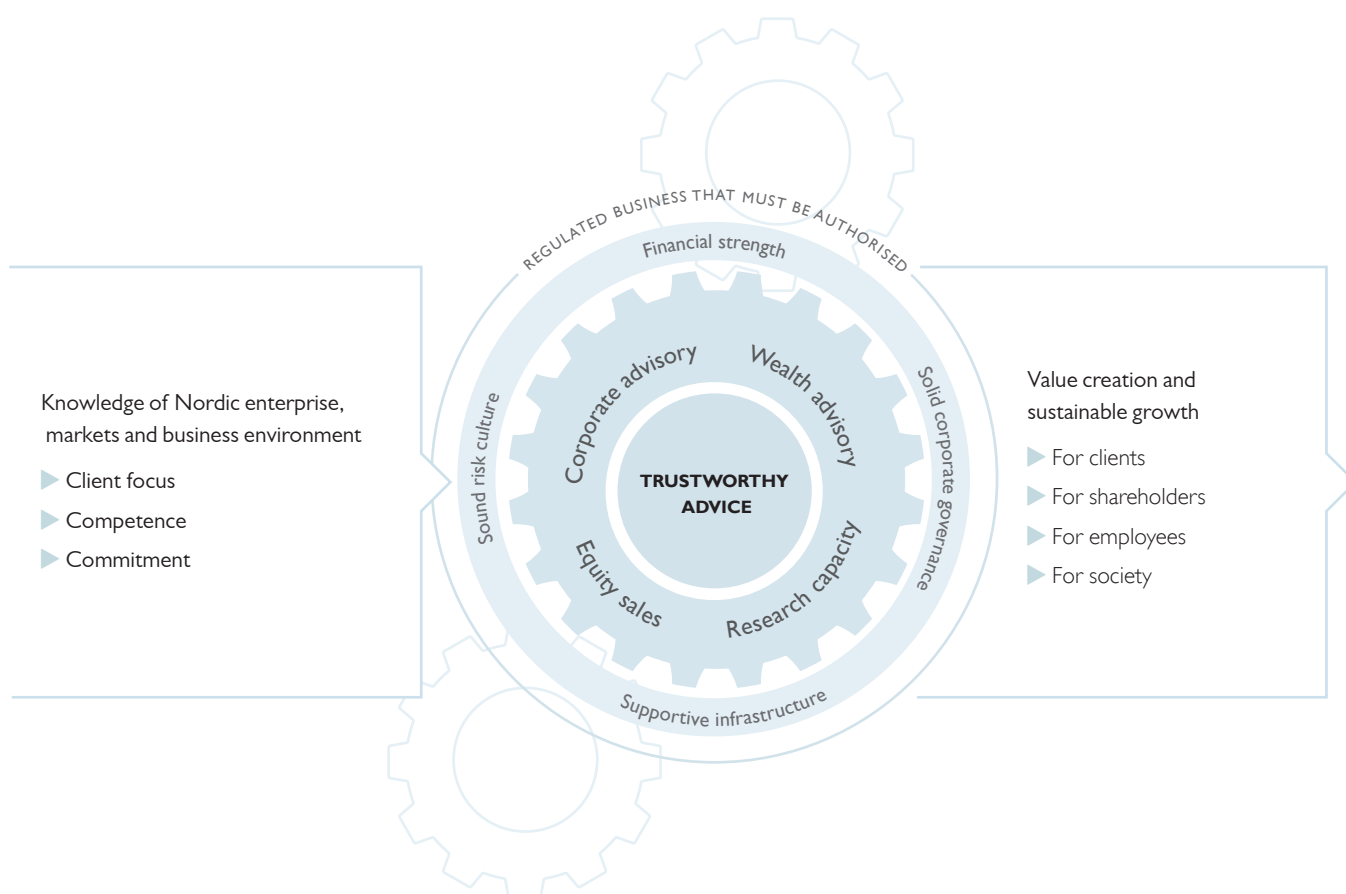 Knowledge of Nordic enterprise,
markets and business environment
Client focus
Competence
Commitment
REGULATED BUSINESS THAT MUST BE AUTHORISED
Financial strength
Sound risk culture
Solid corporate governance
Supportive infrastructure
Corporate advisory
Wealth advisory
Equity sales
Research capacity
TRUSTWORTHY
ADVICE
Value creation and
sustainable growth
For clients
For shareholders
For employees
For society